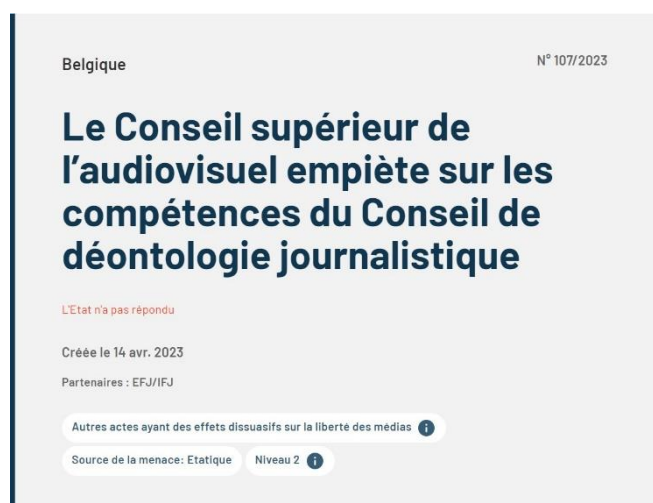 Belgique
N° 107/2023
Le Conseil supérieur de
l'audiovisuel empiète sur les
compétences du Conseil de
déontologie journalistique
L'Etat n'a pas répondu
Créée le 14 avr. 2023
Partenaires : EFJ/IFJ
Autres actes ayant des effets dissuasifs sur la liberté des médias i
Source de la menace: Etatique Niveau 2 i